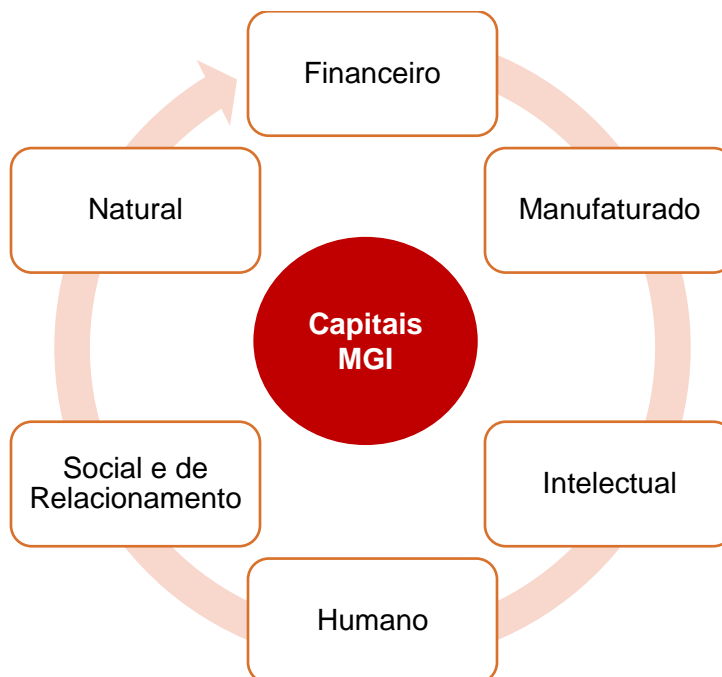 Financeiro
Manufaturado
Intelectual
Humano
Social e de
Relacionamento
Natural
Capitais
MGI